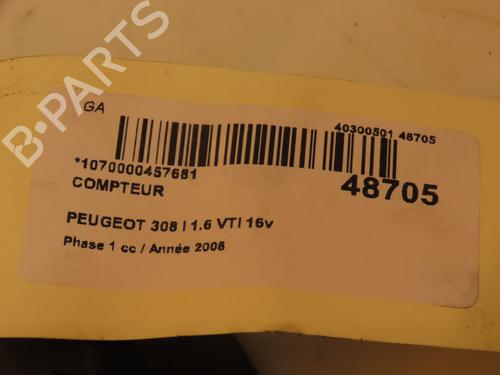 B-PARTS
GA
40300501 48705
*1070000457681
COMPTEUR
48705
PEUGEOT 308 I 1.6 VTi 16v
Phase 1 cc / Année 2008